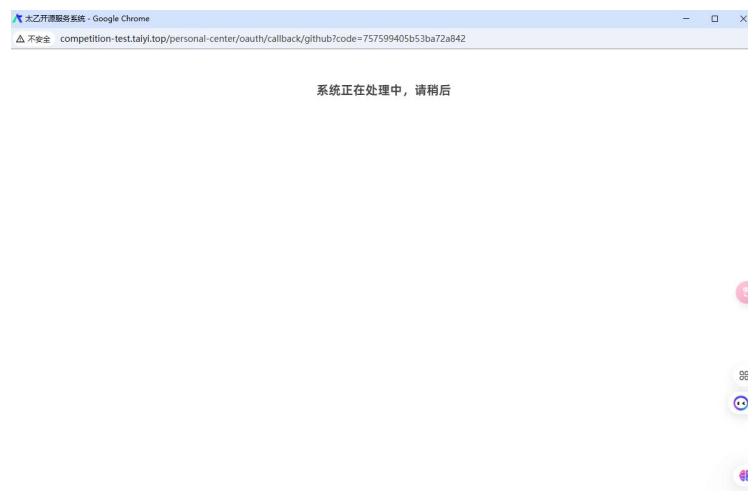 太乙开源服务系统 - Google Chrome
不安全 competition-test.taiyi.top/personal-center/oauth/callback/github?code=757599405b53ba72a842
系统正在处理中，请稍后